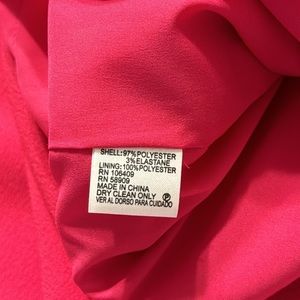 SHELL:97%POLYESTER
3%ELASTANE
LINING:100%POLYESTER
RN 106409
RN 58909
MADE IN CHINA
DRY CLEAN ONLY Ⓟ
VER AL DORSO PARA CUIDADO